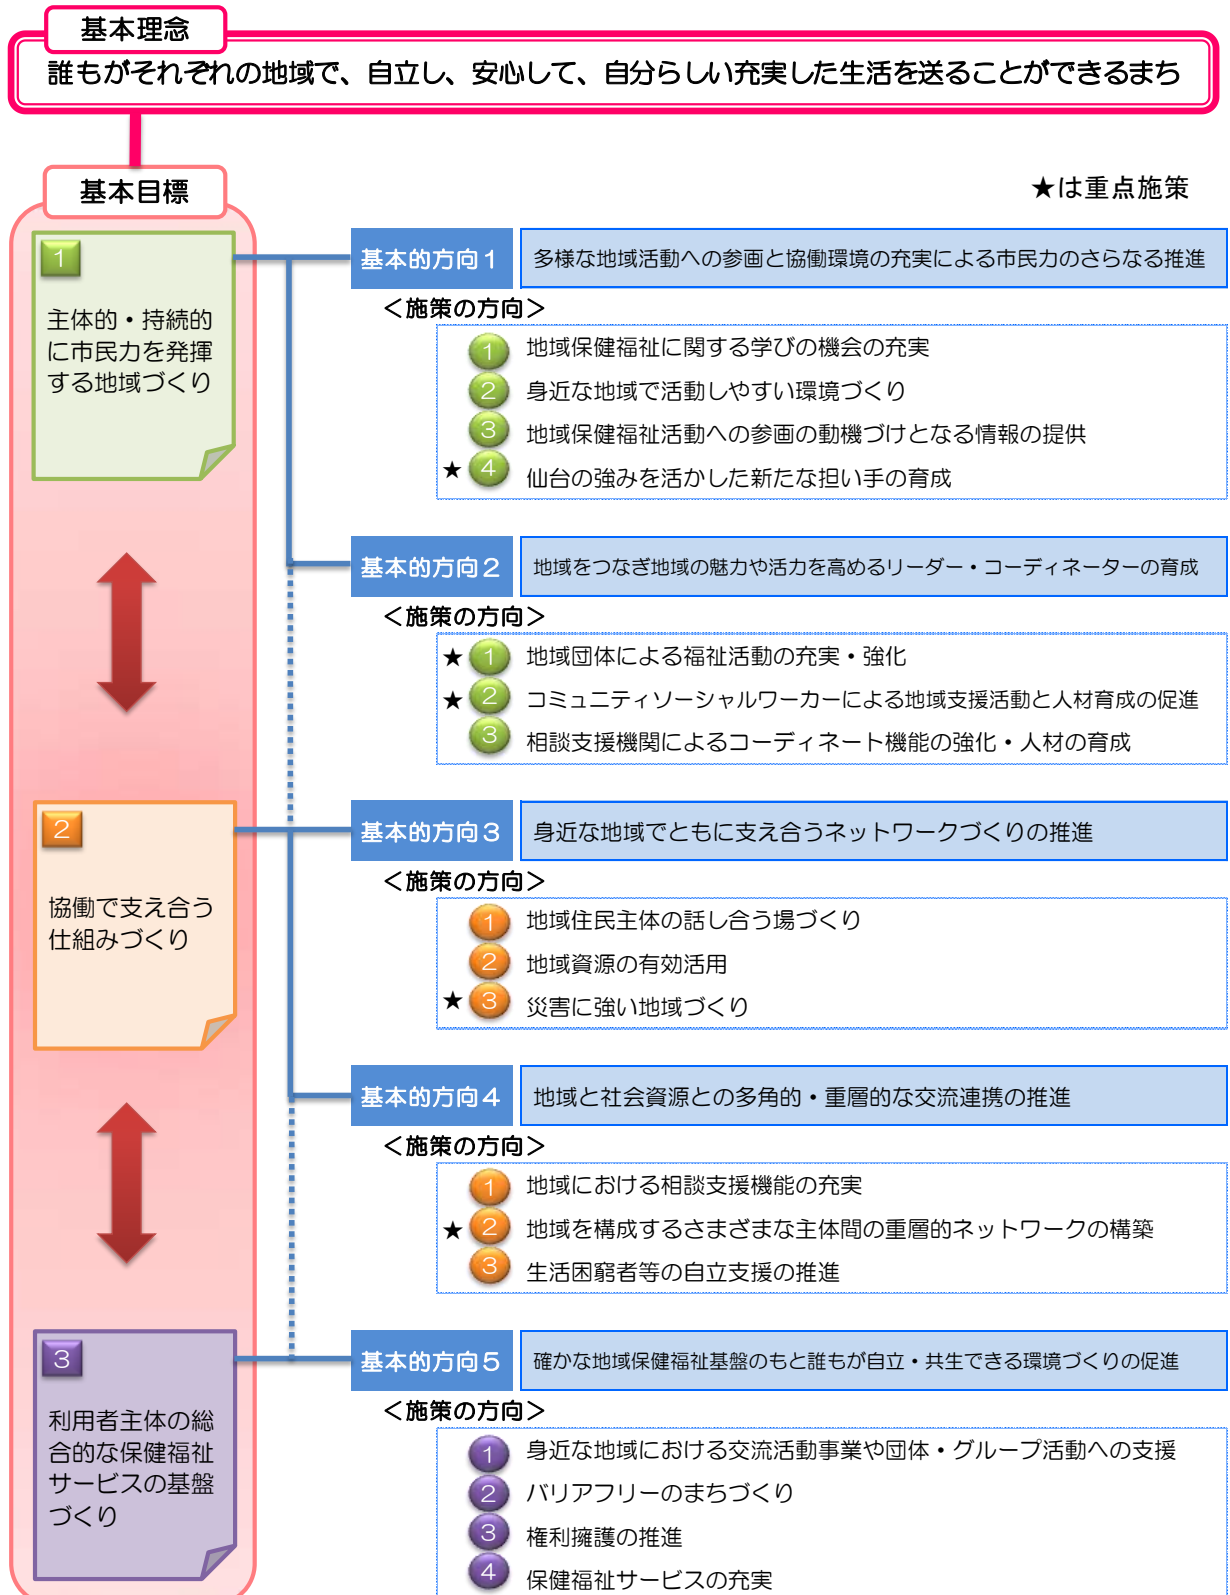 基本理念
誰もがそれぞれの地域で、自立し、安心して、自分らしい充実した生活を送ることができるまち
基本目標
★は重点施策
1
主体的・持続的
に市民力を発揮
する地域づくり
基本的方向1
多様な地域活動への参画と協働環境の充実による市民力のさらなる推進
＜施策の方向＞
1 地域保健福祉に関する学びの機会の充実
2 身近な地域で活動しやすい環境づくり
3 地域保健福祉活動への参画の動機づけとなる情報の提供
★ 4 仙台の強みを活かした新たな担い手の育成
基本的方向2
地域をつなぎ地域の魅力や活力を高めるリーダー・コーディネーターの育成
＜施策の方向＞
★ 1 地域団体による福祉活動の充実・強化
★ 2 コミュニティソーシャルワーカーによる地域支援活動と人材育成の促進
3 相談支援機関によるコーディネート機能の強化・人材の育成
2
協働で支え合う
仕組みづくり
基本的方向3
身近な地域でともに支え合うネットワークづくりの推進
＜施策の方向＞
1 地域住民主体の話し合う場づくり
2 地域資源の有効活用
★ 3 災害に強い地域づくり
基本的方向4
地域と社会資源との多角的・重層的な交流連携の推進
＜施策の方向＞
1 地域における相談支援機能の充実
★ 2 地域を構成するさまざまな主体間の重層的ネットワークの構築
3 生活困窮者等の自立支援の推進
3
利用者主体の総
合的な保健福祉
サービスの基盤
づくり
基本的方向5
確かな地域保健福祉基盤のもと誰もが自立・共生できる環境づくりの促進
＜施策の方向＞
1 身近な地域における交流活動事業や団体・グループ活動への支援
2 バリアフリーのまちづくり
3 権利擁護の推進
4 保健福祉サービスの充実